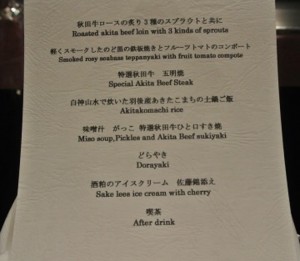 秋田牛ロースの炙り３種のスプラウトと共に
Roasted akita beef loin with 3 kinds of sprouts
軽くスモークしたのど黒の鉄板焼きとフルーツトマトのコンポート
Smoked rosy seabass teppanyaki with fruit tomato compote
特選秋田牛　五明焼
Special Akita Beef Steak
白神山水で炊いた羽後産あきたこまちの土鍋ご飯
Akitakomachi rice
味噌汁　がっこ　特選秋田牛ひと口すき焼
Miso soup,Pickles and Akita Beef sukiyaki
どらやき
Dorayaki
酒粕のアイスクリーム　佐藤錦添え
Sake lees ice cream with cherry
喫茶
After drink